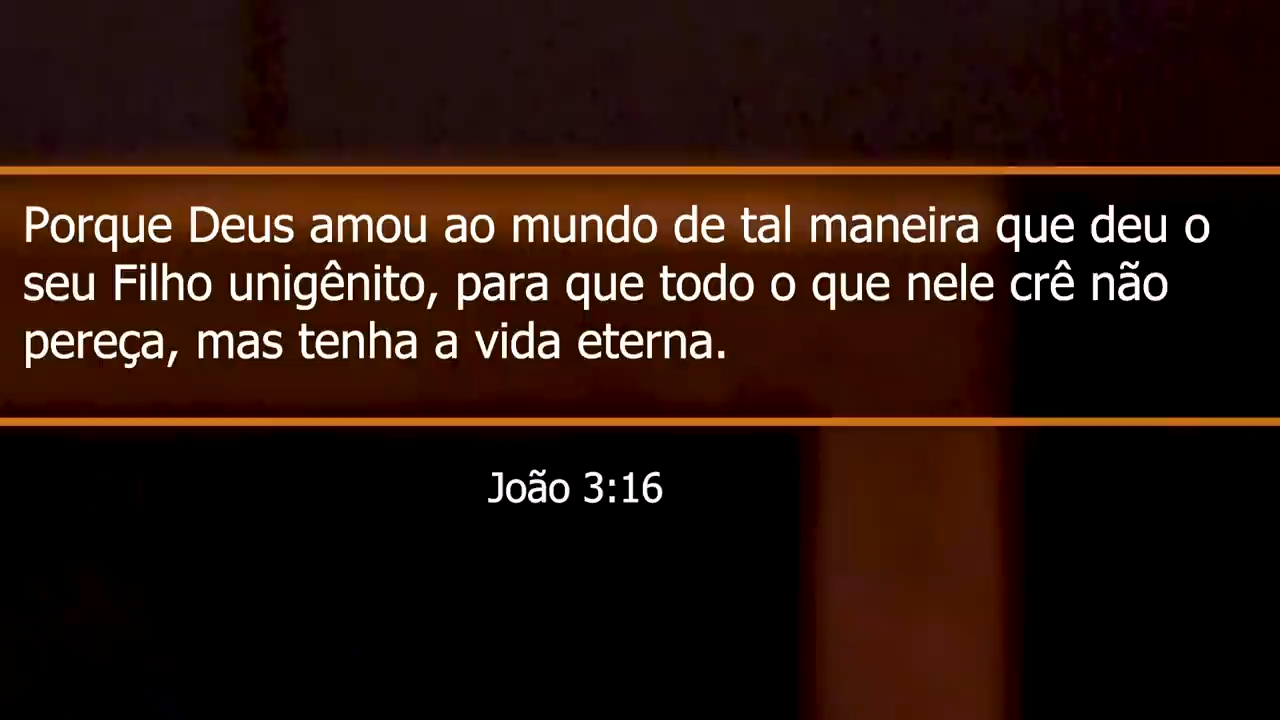 Porque Deus amou ao mundo de tal maneira que deu o
seu Filho unigênito, para que todo o que nele crê não
pereça, mas tenha a vida eterna.
João 3:16